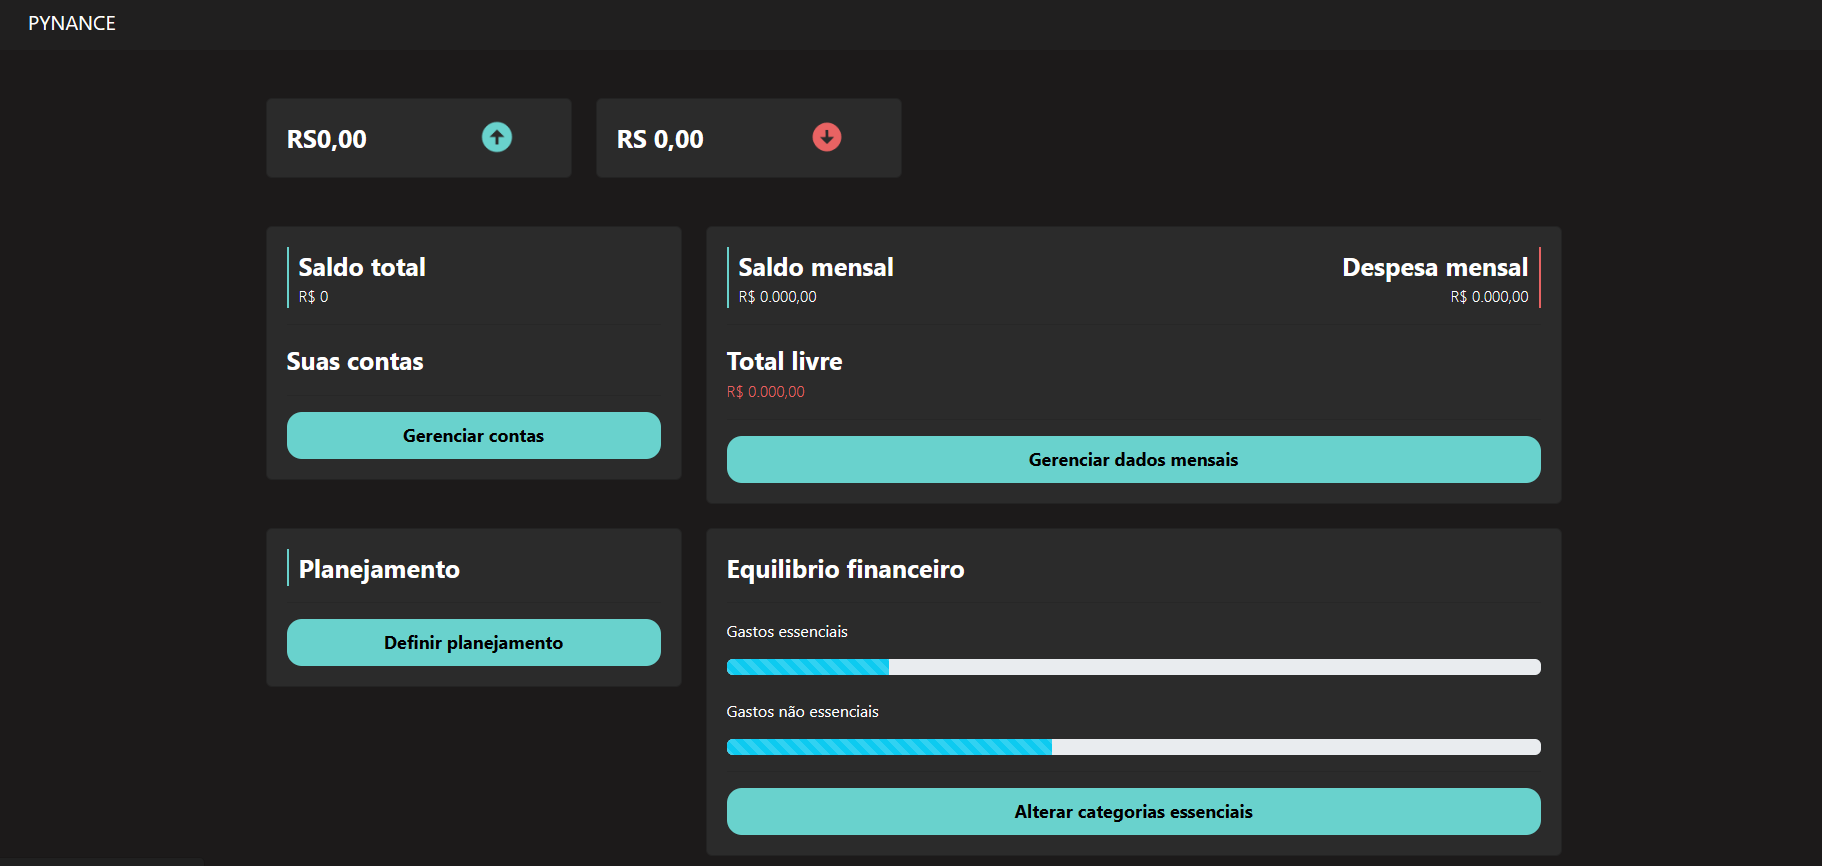 PYNANCE
RS0,00
RS 0,00
Saldo total
R$ 0
Suas contas
Gerenciar contas
Saldo mensal
R$ 0.000,00
Despesa mensal
R$ 0.000,00
Total livre
R$ 0.000,00
Gerenciar dados mensais
Planejamento
Definir planejamento
Equilibrio financeiro
Gastos essenciais
Gastos não essenciais
Alterar categorias essenciais